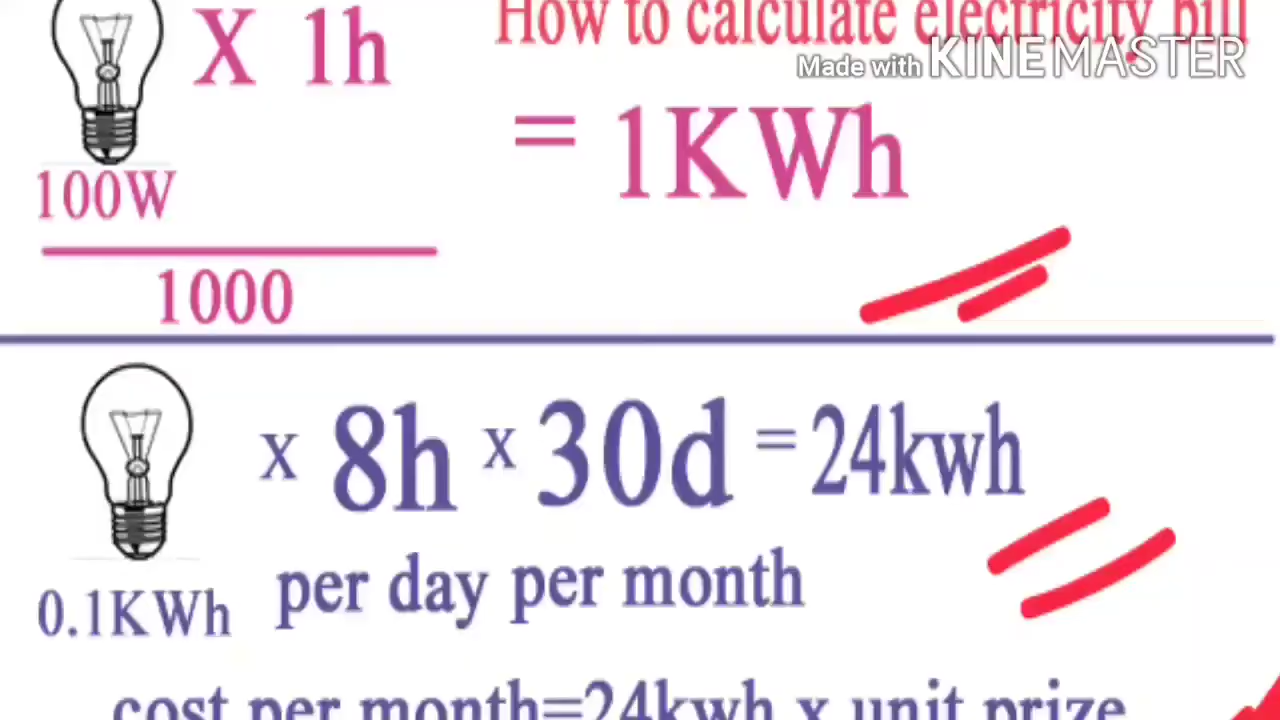 How to calculate electricity bill
Made with KINEMASTER
X 1h
= 1KWh
100W
1000
x 8h x 30d = 24kwh
0.1KWh per day per month
cost per month=24kwh x unit prize